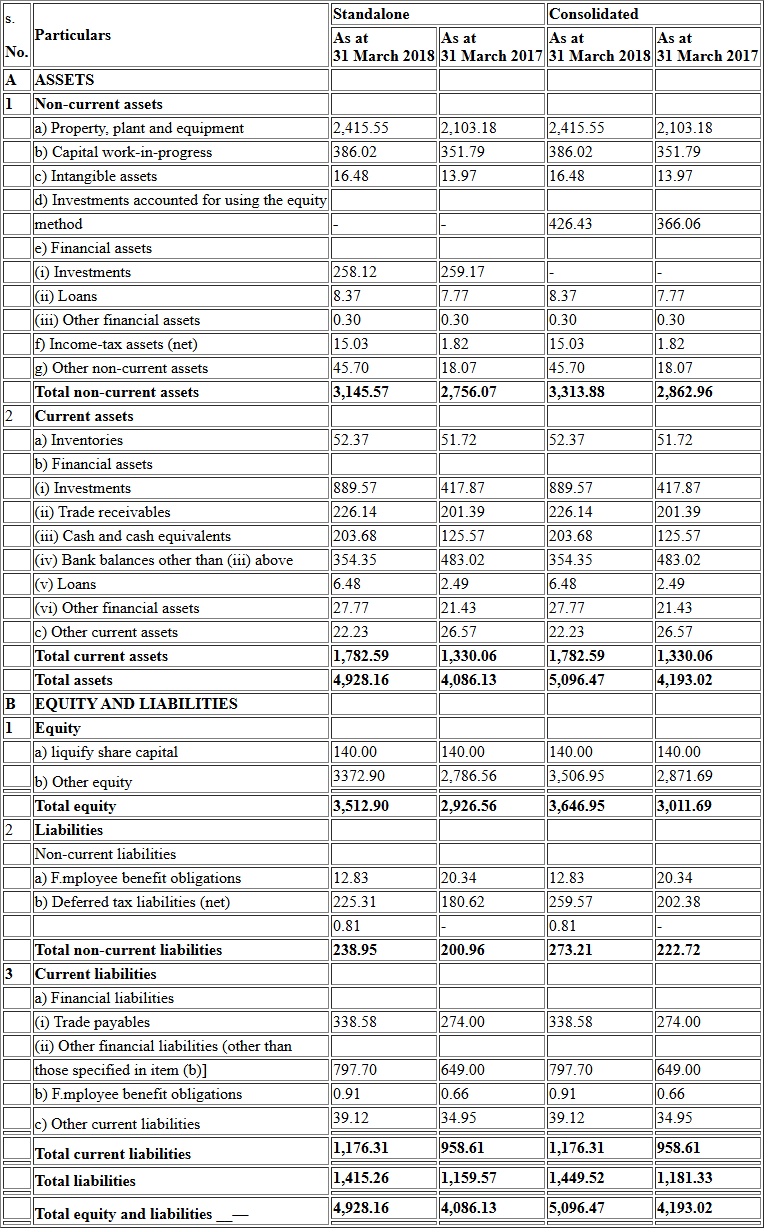 s. No. Particulars Standalone Consolidated
As at 31 March 2018 As at 31 March 2017 As at 31 March 2018 As at 31 March 2017
A ASSETS
1 Non-current assets
a) Property, plant and equipment 2,415.55 2,103.18 2,415.55 2,103.18
b) Capital work-in-progress 386.02 351.79 386.02 351.79
c) Intangible assets 16.48 13.97 16.48 13.97
d) Investments accounted for using the equity
method - - 426.43 366.06
e) Financial assets
(i) Investments 258.12 259.17 - -
(ii) Loans 8.37 7.77 8.37 7.77
(iii) Other financial assets 0.30 0.30 0.30 0.30
f) Income-tax assets (net) 15.03 1.82 15.03 1.82
g) Other non-current assets 45.70 18.07 45.70 18.07
Total non-current assets 3,145.57 2,756.07 3,313.88 2,862.96
2 Current assets
a) Inventories 52.37 51.72 52.37 51.72
b) Financial assets
(i) Investments 889.57 417.87 889.57 417.87
(ii) Trade receivables 226.14 201.39 226.14 201.39
(iii) Cash and cash equivalents 203.68 125.57 203.68 125.57
(iv) Bank balances other than (iii) above 354.35 483.02 354.35 483.02
(v) Loans 6.48 2.49 6.48 2.49
(vi) Other financial assets 27.77 21.43 27.77 21.43
c) Other current assets 22.23 26.57 22.23 26.57
Total current assets 1,782.59 1,330.06 1,782.59 1,330.06
Total assets 4,928.16 4,086.13 5,096.47 4,193.02
B EQUITY AND LIABILITIES
1 Equity
a) liquify share capital 140.00 140.00 140.00 140.00
b) Other equity 3372.90 2,786.56 3,506.95 2,871.69
Total equity 3,512.90 2,926.56 3,646.95 3,011.69
2 Liabilities
Non-current liabilities
a) F.mployee benefit obligations 12.83 20.34 12.83 20.34
b) Deferred tax liabilities (net) 225.31 180.62 259.57 202.38
0.81 - 0.81 -
Total non-current liabilities 238.95 200.96 273.21 222.72
3 Current liabilities
a) Financial liabilities
(i) Trade payables 338.58 274.00 338.58 274.00
(ii) Other financial liabilities (other than
those specified in item (b)] 797.70 649.00 797.70 649.00
b) F.mployee benefit obligations 0.91 0.66 0.91 0.66
c) Other current liabilities 39.12 34.95 39.12 34.95
Total current liabilities 1,176.31 958.61 1,176.31 958.61
Total liabilities 1,415.26 1,159.57 1,449.52 1,181.33
Total equity and liabilities __— 4,928.16 4,086.13 5,096.47 4,193.02